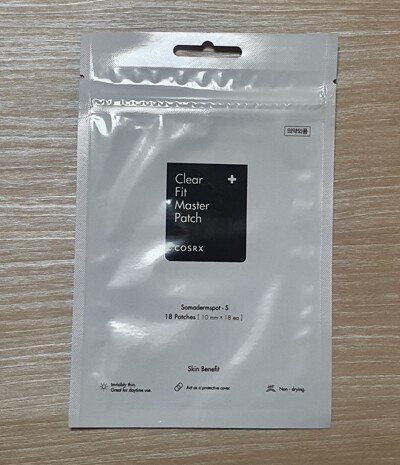 의약외품
Clear
Fit
Master
Patch
COSRX
Somadermspot - S
18 Patches [ 10 mm × 18 ea ]
Skin Benefit
Invisibly thin.
Great for daytime use.
Act as a protective cover.
Non - drying.